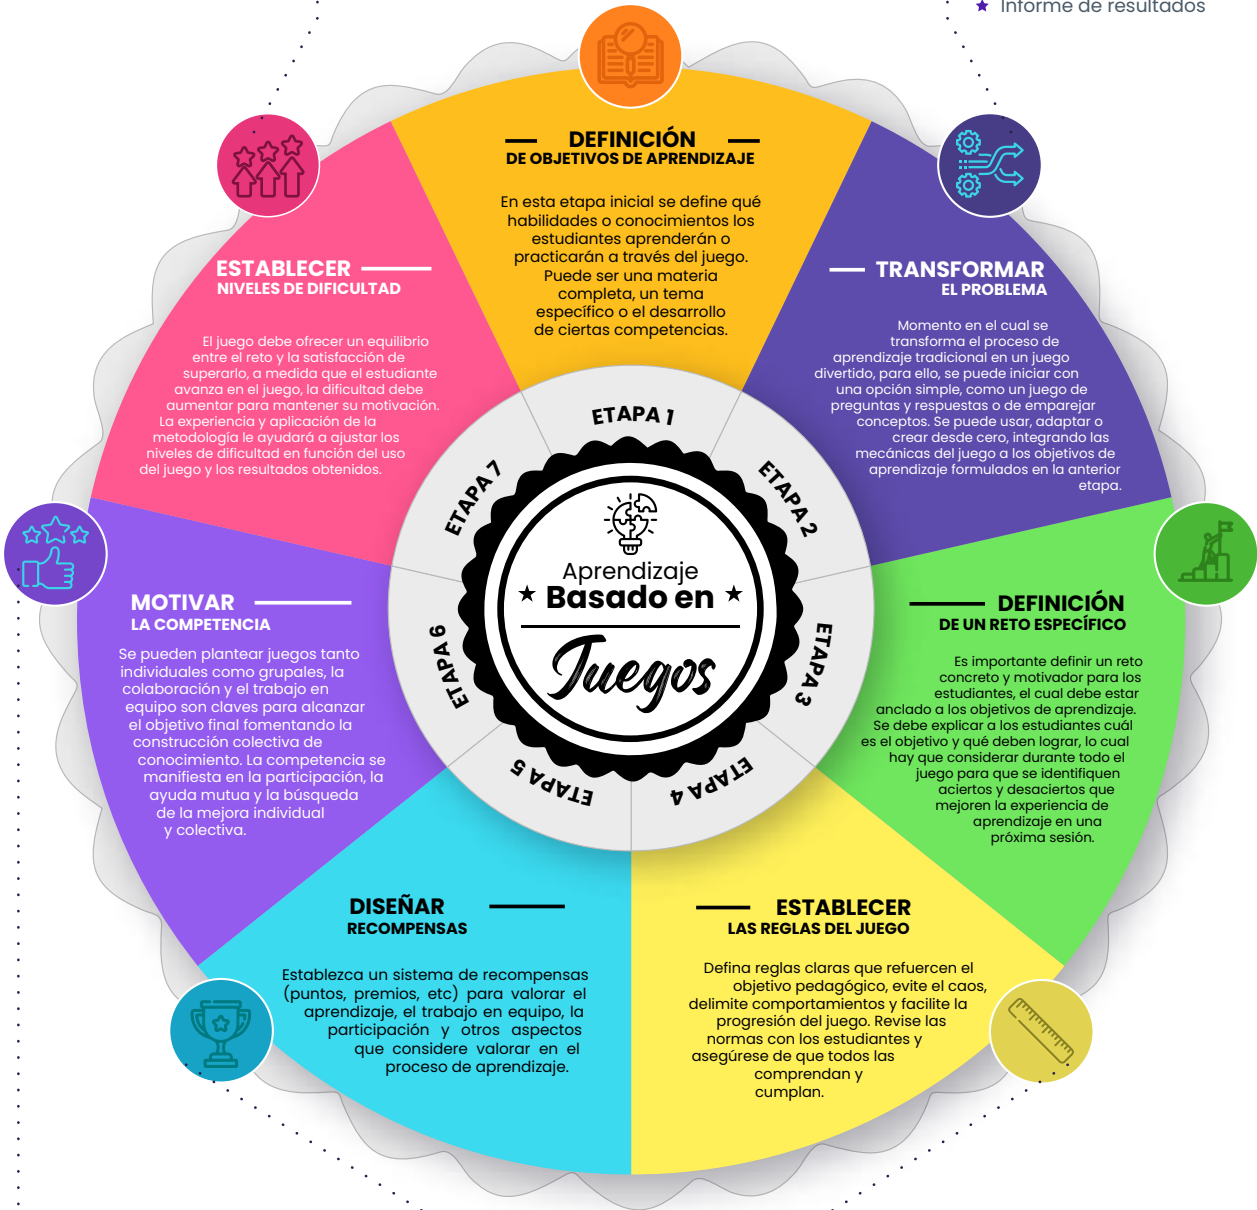 Informe de resultados
DEFINICIÓN
DE OBJETIVOS DE APRENDIZAJE
En esta etapa inicial se define qué
habilidades o conocimientos los
estudiantes aprenderán o
practicarán a través del juego.
Puede ser una materia
completa, un tema
específico o el desarrollo
de ciertas competencias.
TRANSFORMAR
EL PROBLEMA
Momento en el cual se
transforma el proceso de
aprendizaje tradicional en un juego
divertido, para ello, se puede iniciar con
una opción simple, como un juego de
preguntas y respuestas o de emparejar
conceptos. Se puede usar, adaptar o
crear desde cero, integrando las
mecánicas del juego a los objetivos de
aprendizaje formulados en la anterior
etapa.
DEFINICIÓN
DE UN RETO ESPECÍFICO
Es importante definir un reto
concreto y motivador para los
estudiantes, el cual debe estar
anclado a los objetivos de aprendizaje.
Se debe explicar a los estudiantes cuál
es el objetivo y qué deben lograr, lo cual
hay que considerar durante todo el
juego para que se identifiquen
aciertos y desaciertos que
mejoren la experiencia de
aprendizaje en una
próxima sesión.
ESTABLECER
LAS REGLAS DEL JUEGO
Defina reglas claras que refuercen el
objetivo pedagógico, evite el caos,
delimite comportamientos y facilite la
progresión del juego. Revise las
normas con los estudiantes y
asegúrese de que todos las
comprendan y
cumplan.
DISEÑAR
RECOMPENSAS
Establezca un sistema de recompensas
(puntos, premios, etc) para valorar el
aprendizaje, el trabajo en equipo, la
participación y otros aspectos
que considere valorar en el
proceso de aprendizaje.
MOTIVAR
LA COMPETENCIA
Se pueden plantear juegos tanto
individuales como grupales, la
colaboración y el trabajo en
equipo son claves para alcanzar
el objetivo final fomentando la
construcción colectiva de
conocimiento. La competencia se
manifiesta en la participación, la
ayuda mutua y la búsqueda
de la mejora individual
y colectiva.
ESTABLECER
NIVELES DE DIFICULTAD
El juego debe ofrecer un equilibrio
entre el reto y la satisfacción de
superarlo, a medida que el estudiante
avanza en el juego, la dificultad debe
aumentar para mantener su motivación.
La experiencia y aplicación de la
metodología le ayudará a ajustar los
niveles de dificultad en función del uso
del juego y los resultados obtenidos.
ETAPA 1
ETAPA 2
ETAPA 3
ETAPA 4
ETAPA 5
ETAPA 6
ETAPA 7
Aprendizaje
Basado en
Juegos